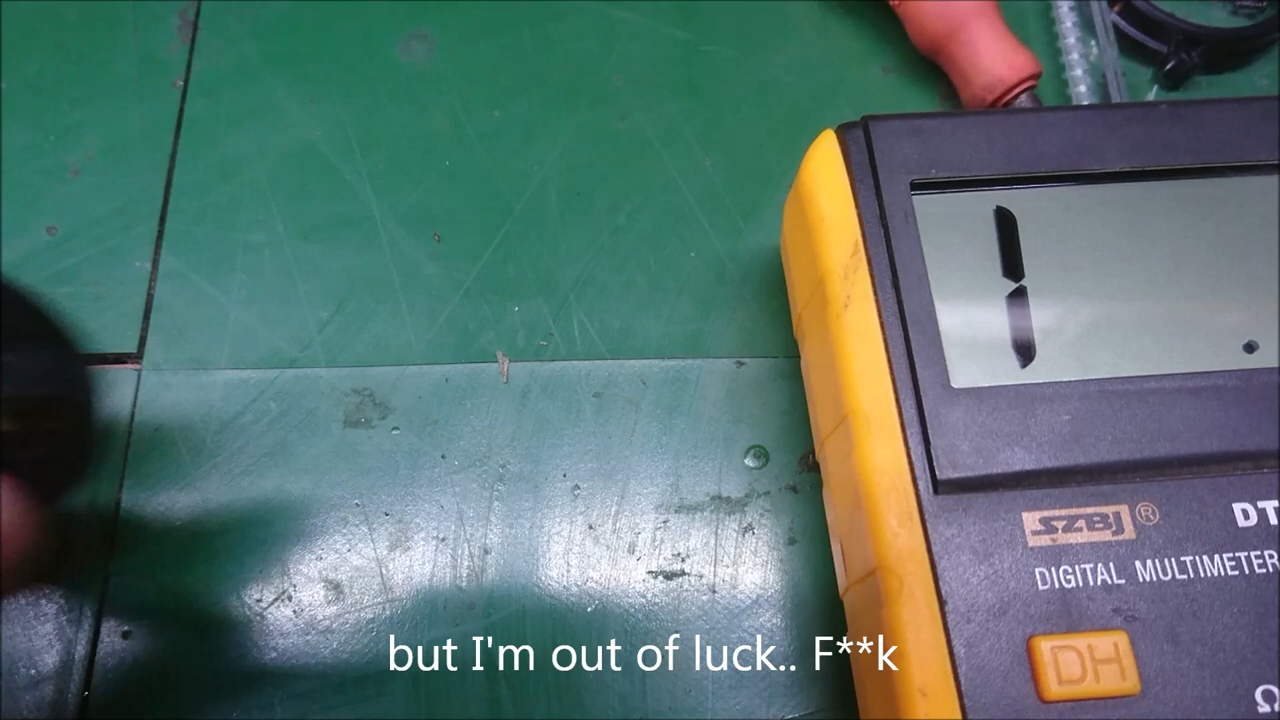 1 .
SZBJ®
DT
DIGITAL MULTIMETER
DH
Ω
but I'm out of luck.. F**k